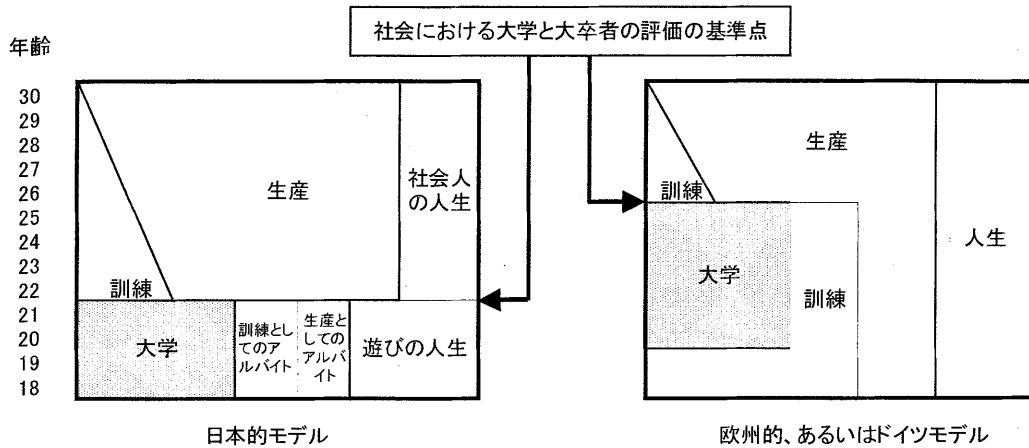 社会における大学と大卒者の評価の基準点
年齢
30
29
28
27
26
25
24
23
22
21
20
19
18
生産
社会人
の人生
訓練
大学
訓練とし
てのア
ルバイト
生産と
しての
アルバ
イト
遊びの人生
日本的モデル
生産
訓練
人生
大学
訓練
欧州的、あるいはドイツモデル